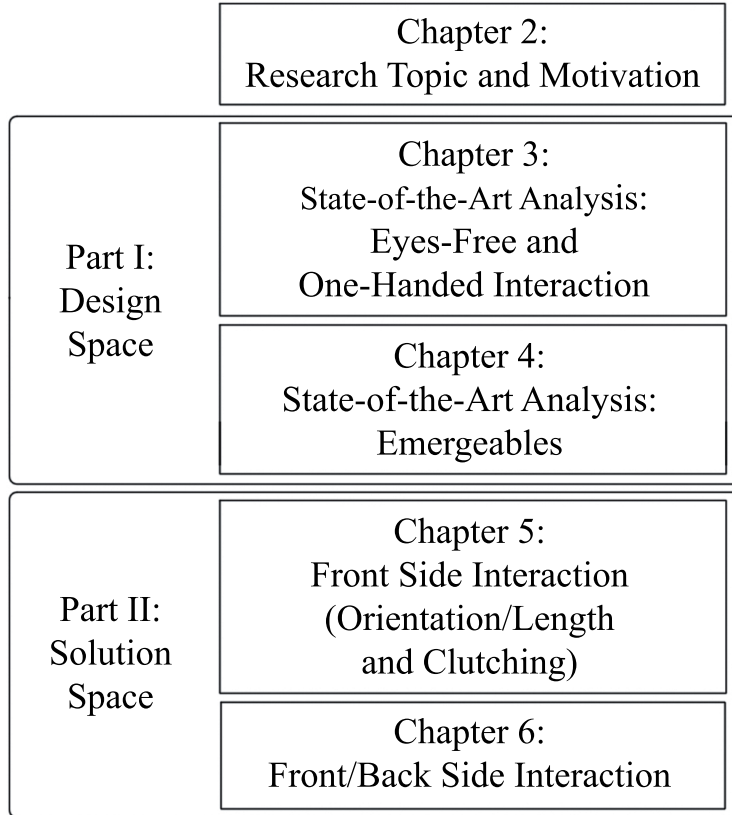 Chapter 2:
Research Topic and Motivation
Part I:
Design
Space
Chapter 3:
State-of-the-Art Analysis:
Eyes-Free and
One-Handed Interaction
Chapter 4:
State-of-the-Art Analysis:
Emergeables
Part II:
Solution
Space
Chapter 5:
Front Side Interaction
(Orientation/Length
and Clutching)
Chapter 6:
Front/Back Side Interaction